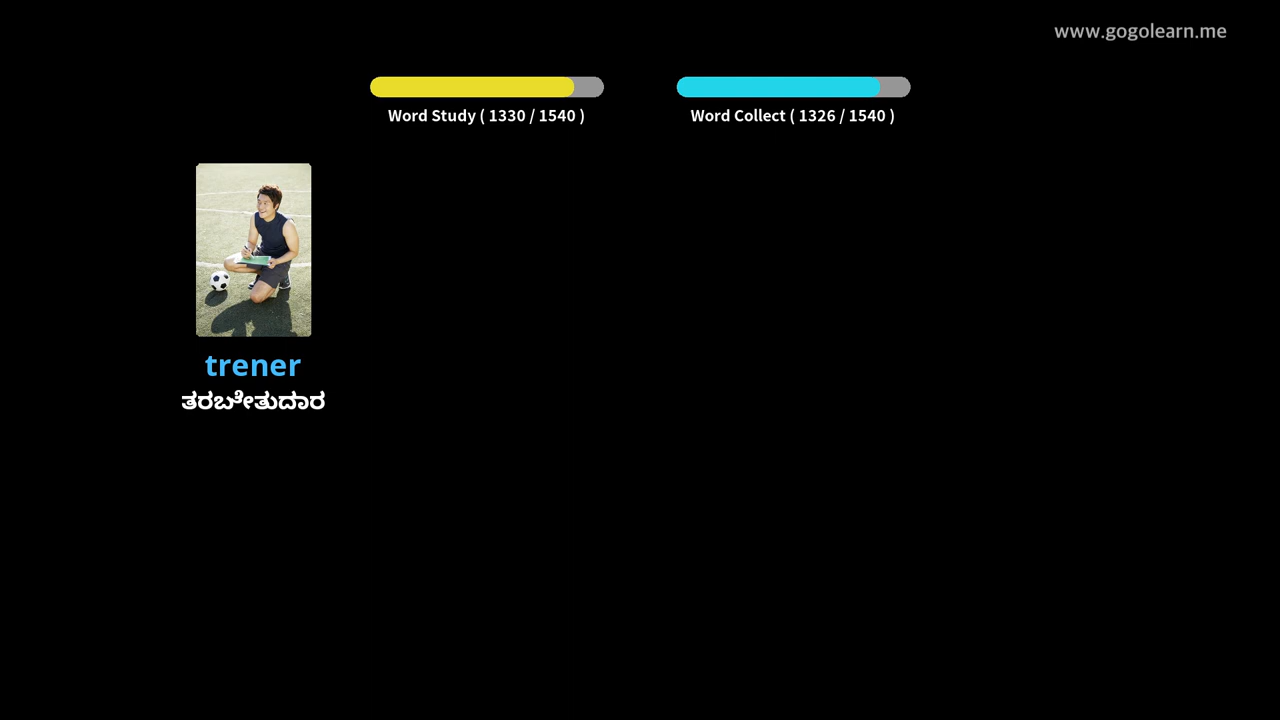 www.gogolearn.me
Word Study ( 1330 / 1540 )
Word Collect ( 1326 / 1540 )
trener
ತರಬೇತುದಾರ